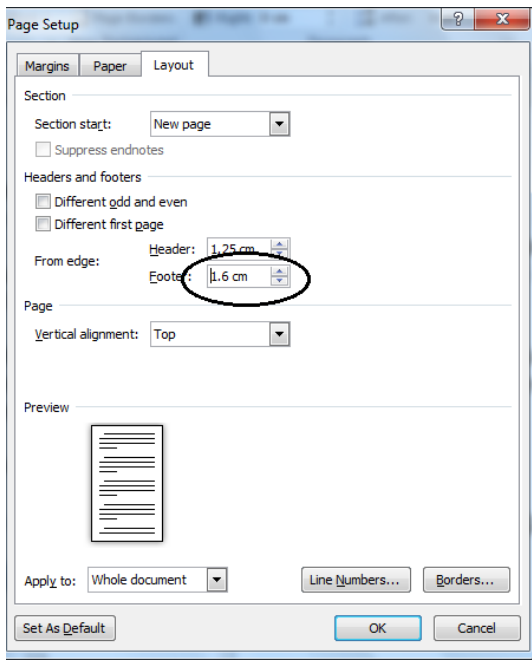 Page Setup
Margins Paper Layout
Section
Section start: New page
Suppress endnotes
Headers and footers
Different odd and even
Different first page
Header: 1.25 cm
From edge:
Footer: 1.6 cm
Page
Vertical alignment: Top
Preview
Apply to: Whole document Line Numbers... Borders...
Set As Default OK Cancel